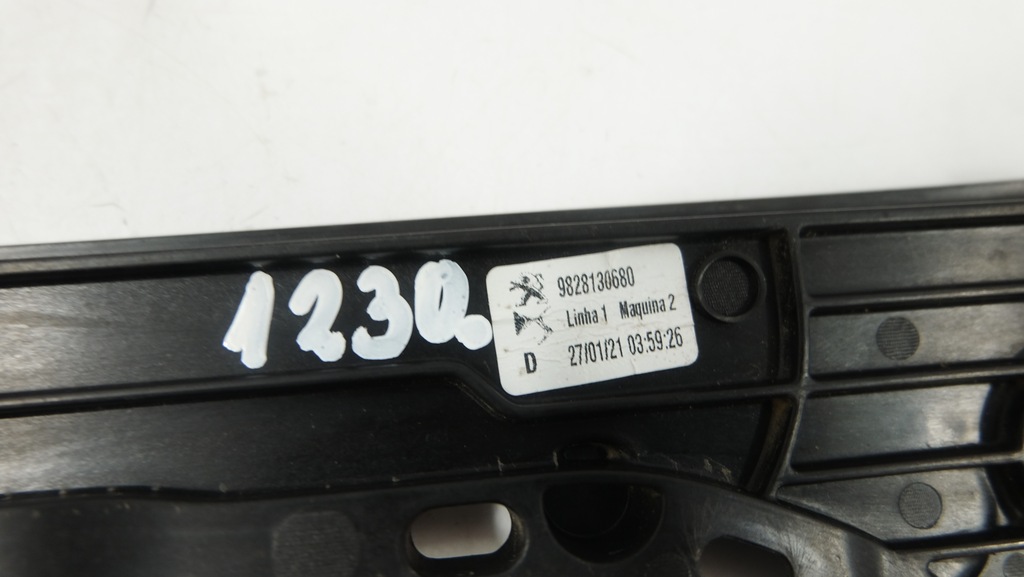 1230.
9828130680
Linha 1 Maquina 2
D 27/01/21 03:59:26